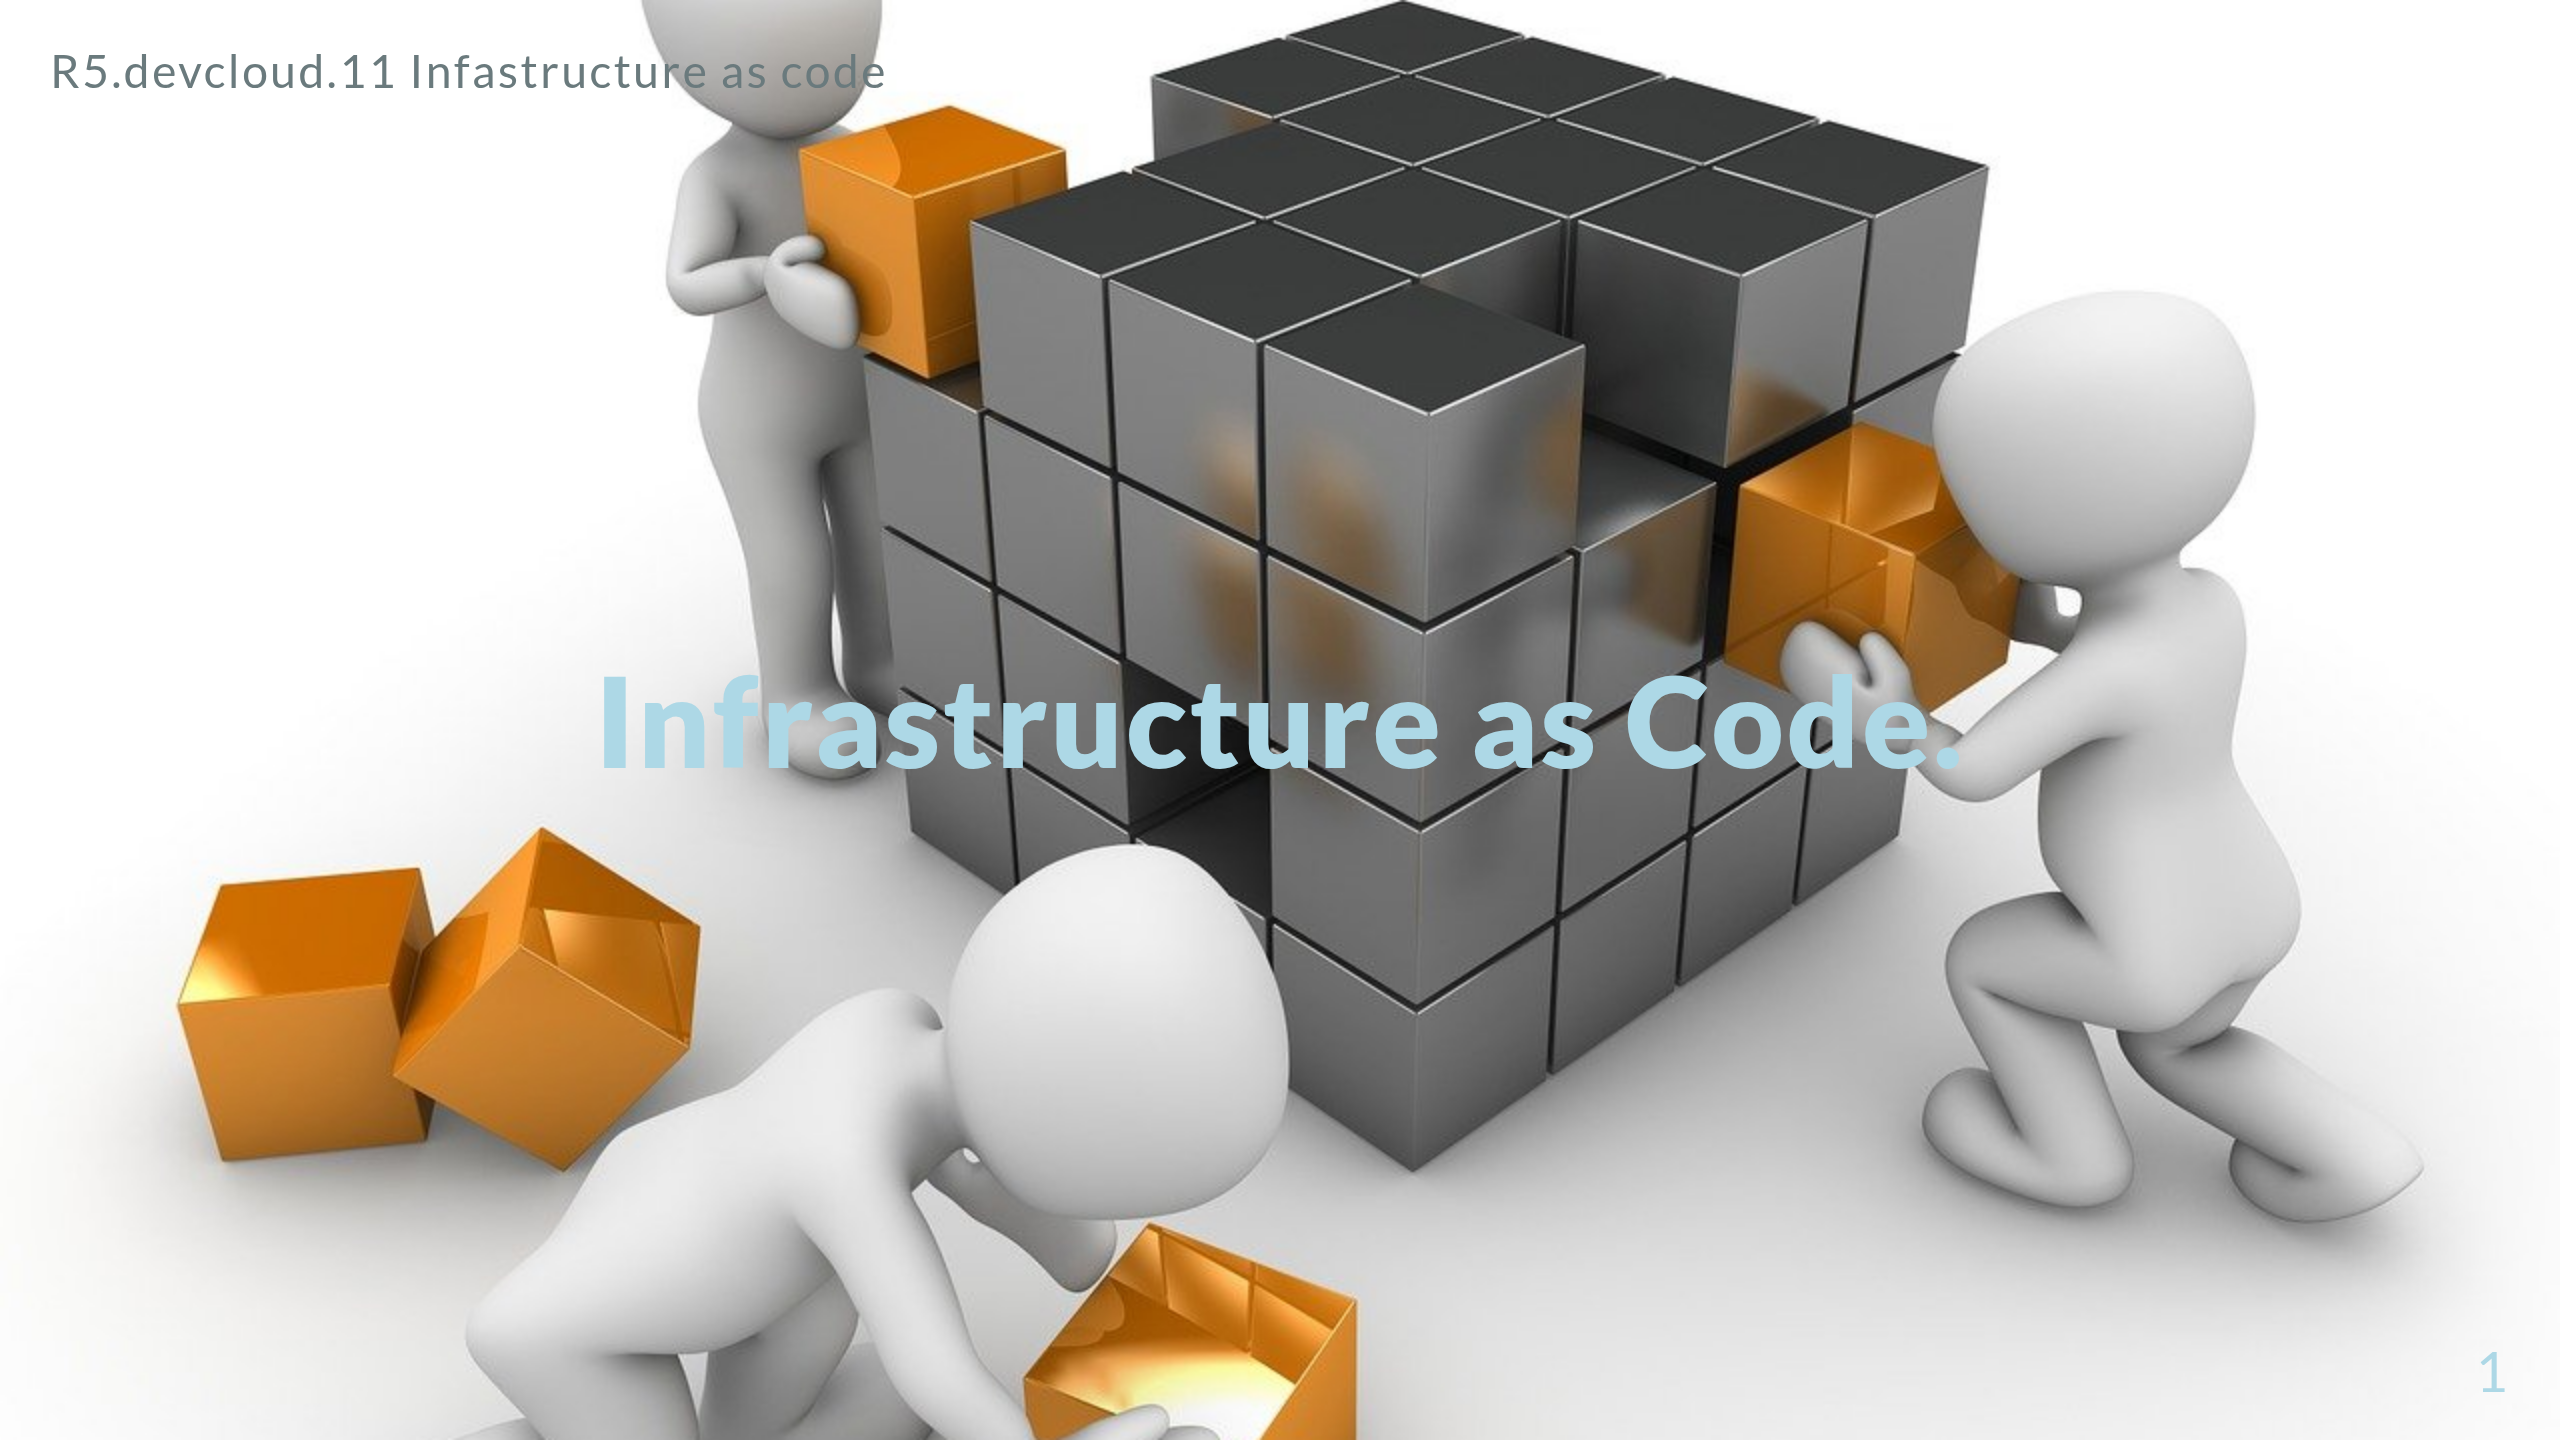 R5.devcloud.11 Infastructure as code
Infrastructure as Code.
1